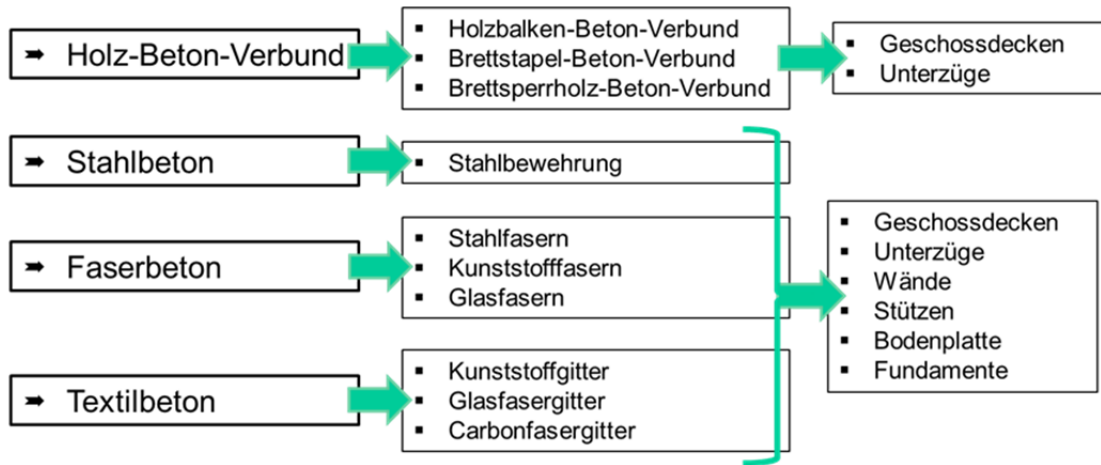 ➠ Holz-Beton-Verbund
▪ Holzbalken-Beton-Verbund
▪ Brettstapel-Beton-Verbund
▪ Brettsperrholz-Beton-Verbund
▪ Geschossdecken
▪ Unterzüge
➠ Stahlbeton
▪ Stahlbewehrung
➠ Faserbeton
▪ Stahlfasern
▪ Kunststofffasern
▪ Glasfasern
➠ Textilbeton
▪ Kunststoffgitter
▪ Glasfasergitter
▪ Carbonfasergitter
▪ Geschossdecken
▪ Unterzüge
▪ Wände
▪ Stützen
▪ Bodenplatte
▪ Fundamente